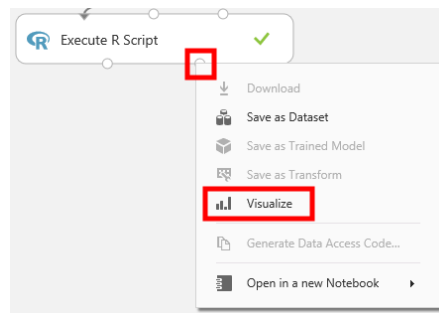 R Execute R Script
Download
Save as Dataset
Save as Trained Model
Save as Transform
Visualize
Generate Data Access Code...
Open in a new Notebook